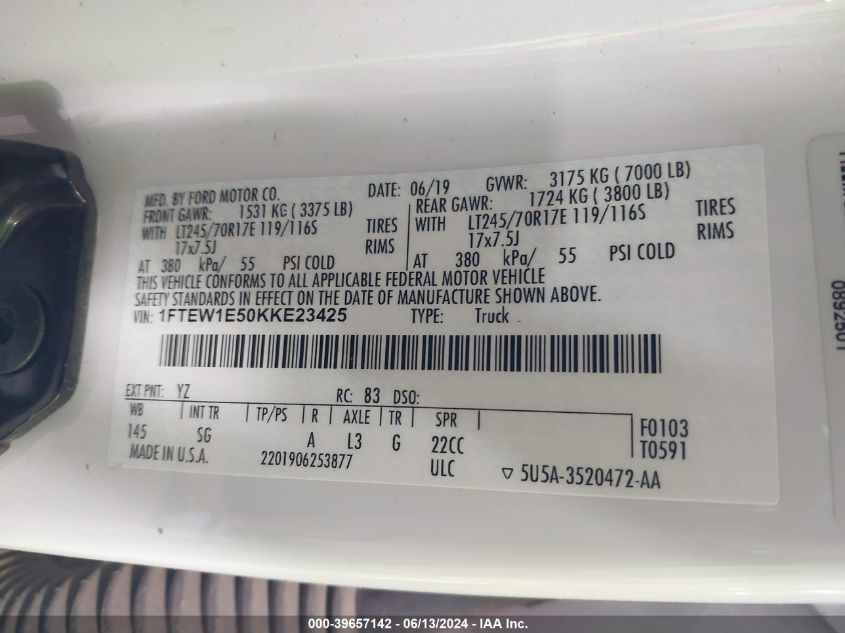 MFD. BY FORD MOTOR CO.
DATE: 06/19 GVWR: 3175 KG ( 7000 LB)
FRONT GAWR: 1531 KG ( 3375 LB)
REAR GAWR: 1724 KG ( 3800 LB)
WITH LT245/70R17E 119/116S TIRES
WITH LT245/70R17E 119/116S TIRES
17x7.5J RIMS
17x7.5J RIMS
AT 380 kPa/ 55 PSI COLD
AT 380 kPa/ 55 PSI COLD
THIS VEHICLE CONFORMS TO ALL APPLICABLE FEDERAL MOTOR VEHICLE
SAFETY STANDARDS IN EFFECT ON THE DATE OF MANUFACTURE SHOWN ABOVE.
VIN: 1FTEW1E50KKE23425 TYPE: Truck
EXT PNT: YZ RC: 83 DSO:
WB INT TR TP/PS R AXLE TR SPR
145 SG A L3 G 22CC
F0103
T0591
MADE IN U.S.A. 2201906253877 ULC
5U5A-3520472-AA
0892501
000-39657142 - 06/13/2024 - IAA Inc.